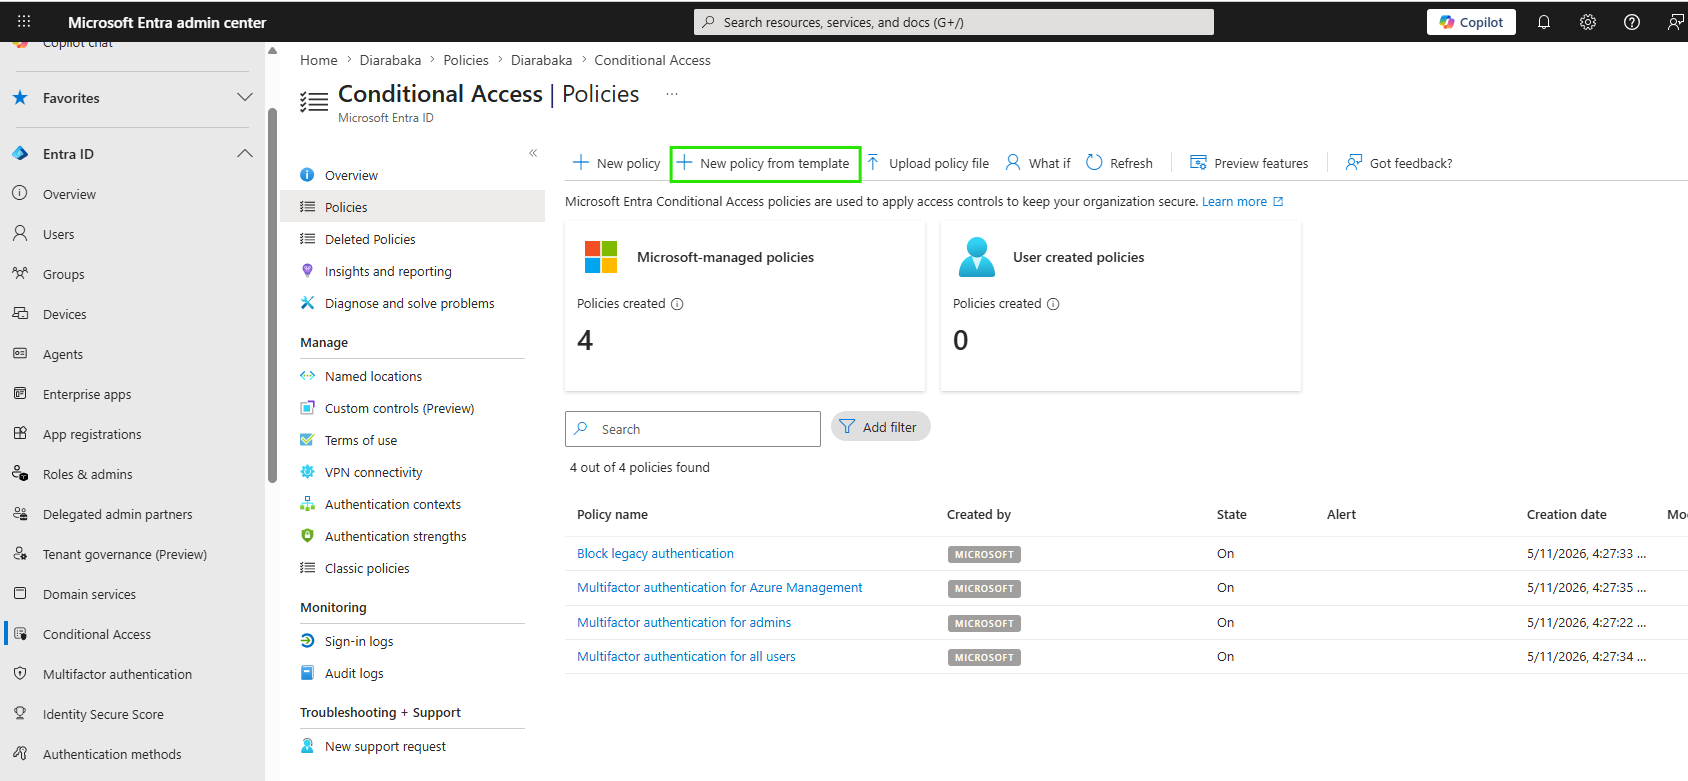 Microsoft Entra admin center
Search resources, services, and docs (G+/)
Copilot
Copilot chat
Favorites
Entra ID
Overview
Users
Groups
Devices
Agents
Enterprise apps
App registrations
Roles & admins
Delegated admin partners
Tenant governance (Preview)
Domain services
Conditional Access
Multifactor authentication
Identity Secure Score
Authentication methods
Home > Diarabaka > Policies > Diarabaka > Conditional Access
Conditional Access | Policies ...
Microsoft Entra ID
«
Overview
Policies
Deleted Policies
Insights and reporting
Diagnose and solve problems
Manage
Named locations
Custom controls (Preview)
Terms of use
VPN connectivity
Authentication contexts
Authentication strengths
Classic policies
Monitoring
Sign-in logs
Audit logs
Troubleshooting + Support
New support request
New policy New policy from template Upload policy file What if Refresh Preview features Got feedback?
Microsoft Entra Conditional Access policies are used to apply access controls to keep your organization secure. Learn more
Microsoft-managed policies
Policies created
4
User created policies
Policies created
0
Search
Add filter
4 out of 4 policies found
Policy name Created by State Alert Creation date Mo
Block legacy authentication MICROSOFT On 5/11/2026, 4:27:33 ...
Multifactor authentication for Azure Management MICROSOFT On 5/11/2026, 4:27:35 ...
Multifactor authentication for admins MICROSOFT On 5/11/2026, 4:27:22 ...
Multifactor authentication for all users MICROSOFT On 5/11/2026, 4:27:34 ...